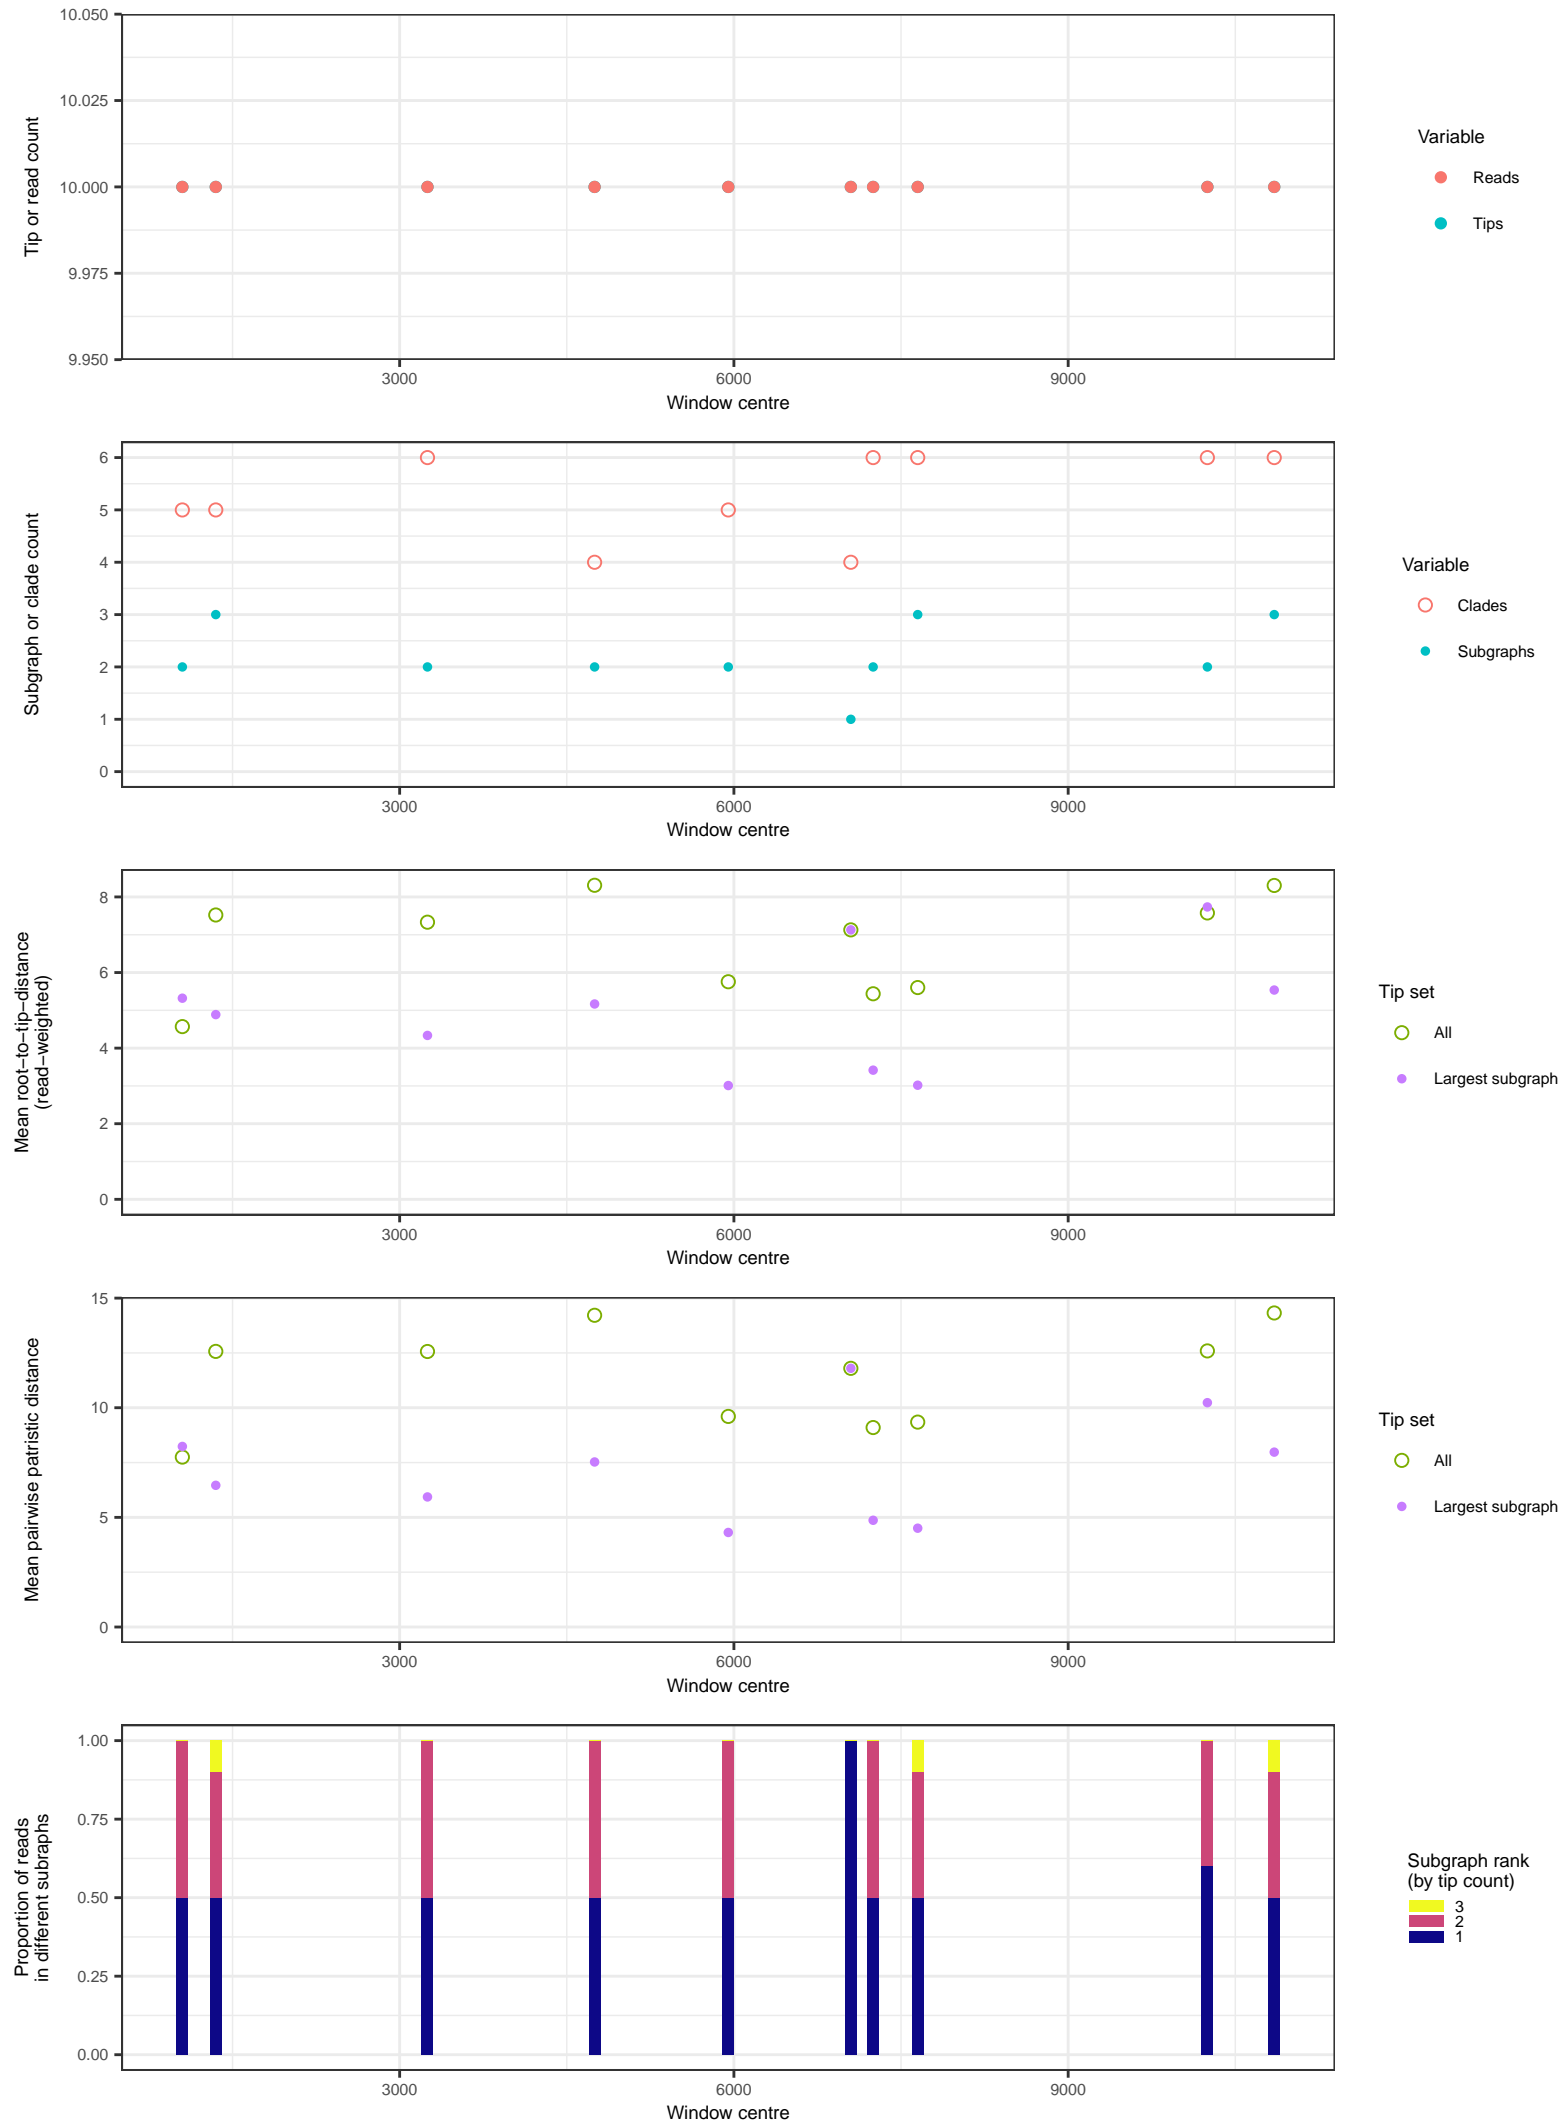 10.050
10.025
10.000
9.975
9.950
Tip or read count
3000
6000
9000
Window centre
Variable
Reads
Tips
6
5
4
3
2
1
0
Subgraph or clade count
3000
6000
9000
Window centre
Variable
Clades
Subgraphs
8
6
4
2
0
Mean root−to−tip−distance
(read−weighted)
3000
6000
9000
Window centre
Tip set
All
Largest subgraph
15
10
5
0
Mean pairwise patristic distance
3000
6000
9000
Window centre
Tip set
All
Largest subgraph
1.00
0.75
0.50
0.25
0.00
Proportion of reads
in different subraphs
3000
6000
9000
Window centre
Subgraph rank
(by tip count)
3
2
1